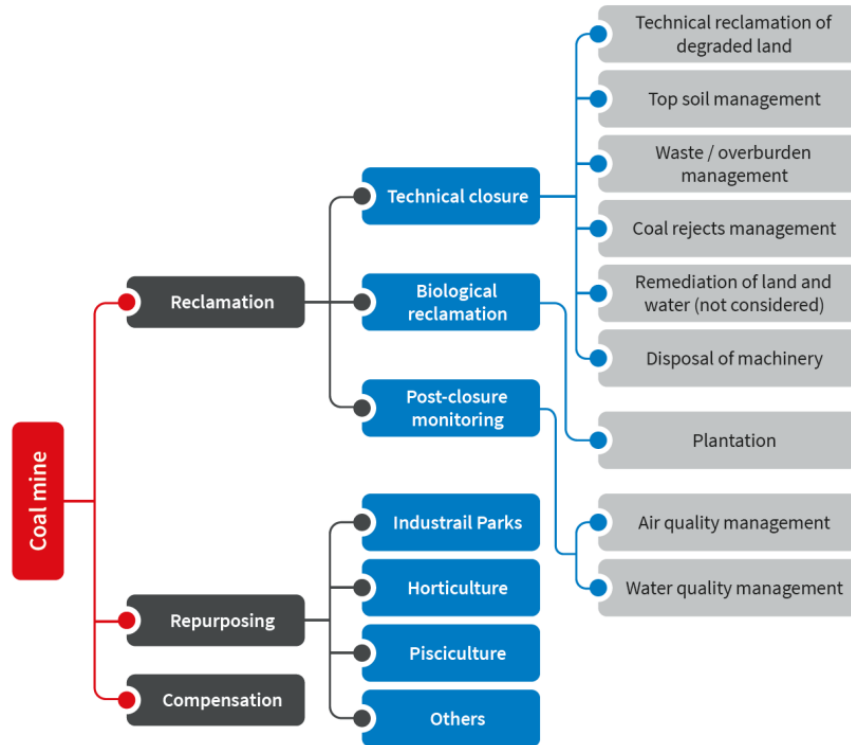 Technical reclamation of
degraded land
Top soil management
Waste / overburden
management
Technical closure
Coal rejects management
Reclamation
Biological
reclamation
Remediation of land and
water (not considered)
Disposal of machinery
Post-closure
monitoring
Plantation
Coal mine
Industrail Parks
Air quality management
Horticulture
Water quality management
Repurposing
Pisciculture
Compensation
Others